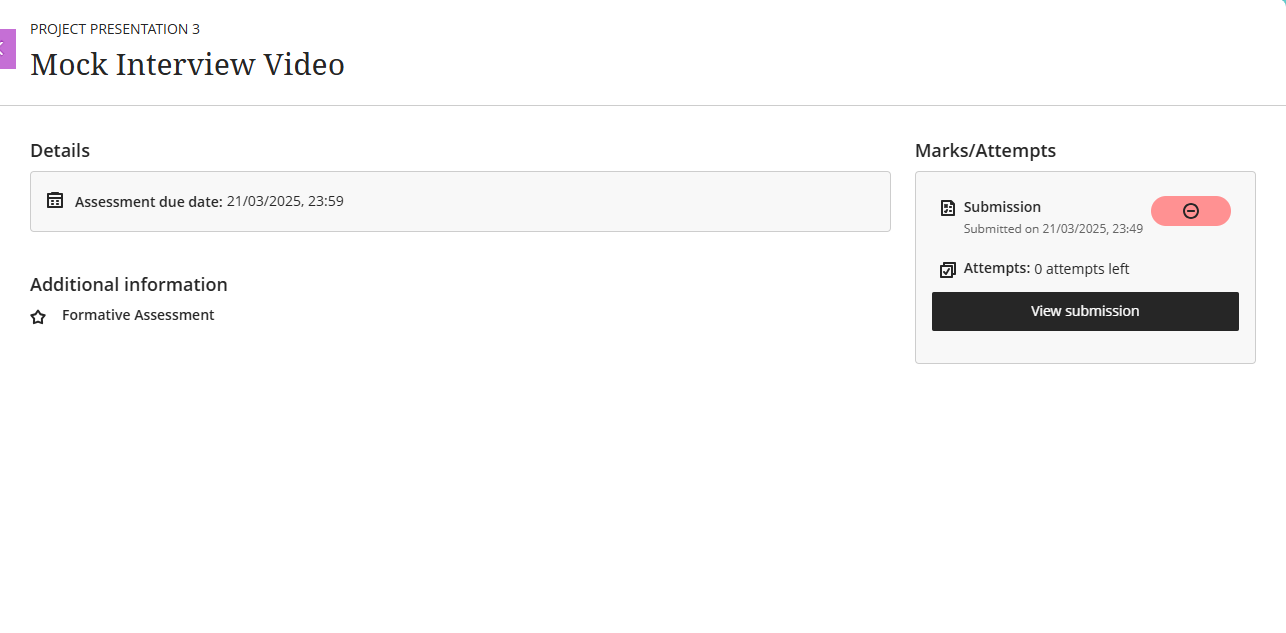 PROJECT PRESENTATION 3
Mock Interview Video
Details
Assessment due date: 21/03/2025, 23:59
Additional information
Formative Assessment
Marks/Attempts
Submission
Submitted on 21/03/2025, 23:49
Attempts: 0 attempts left
View submission